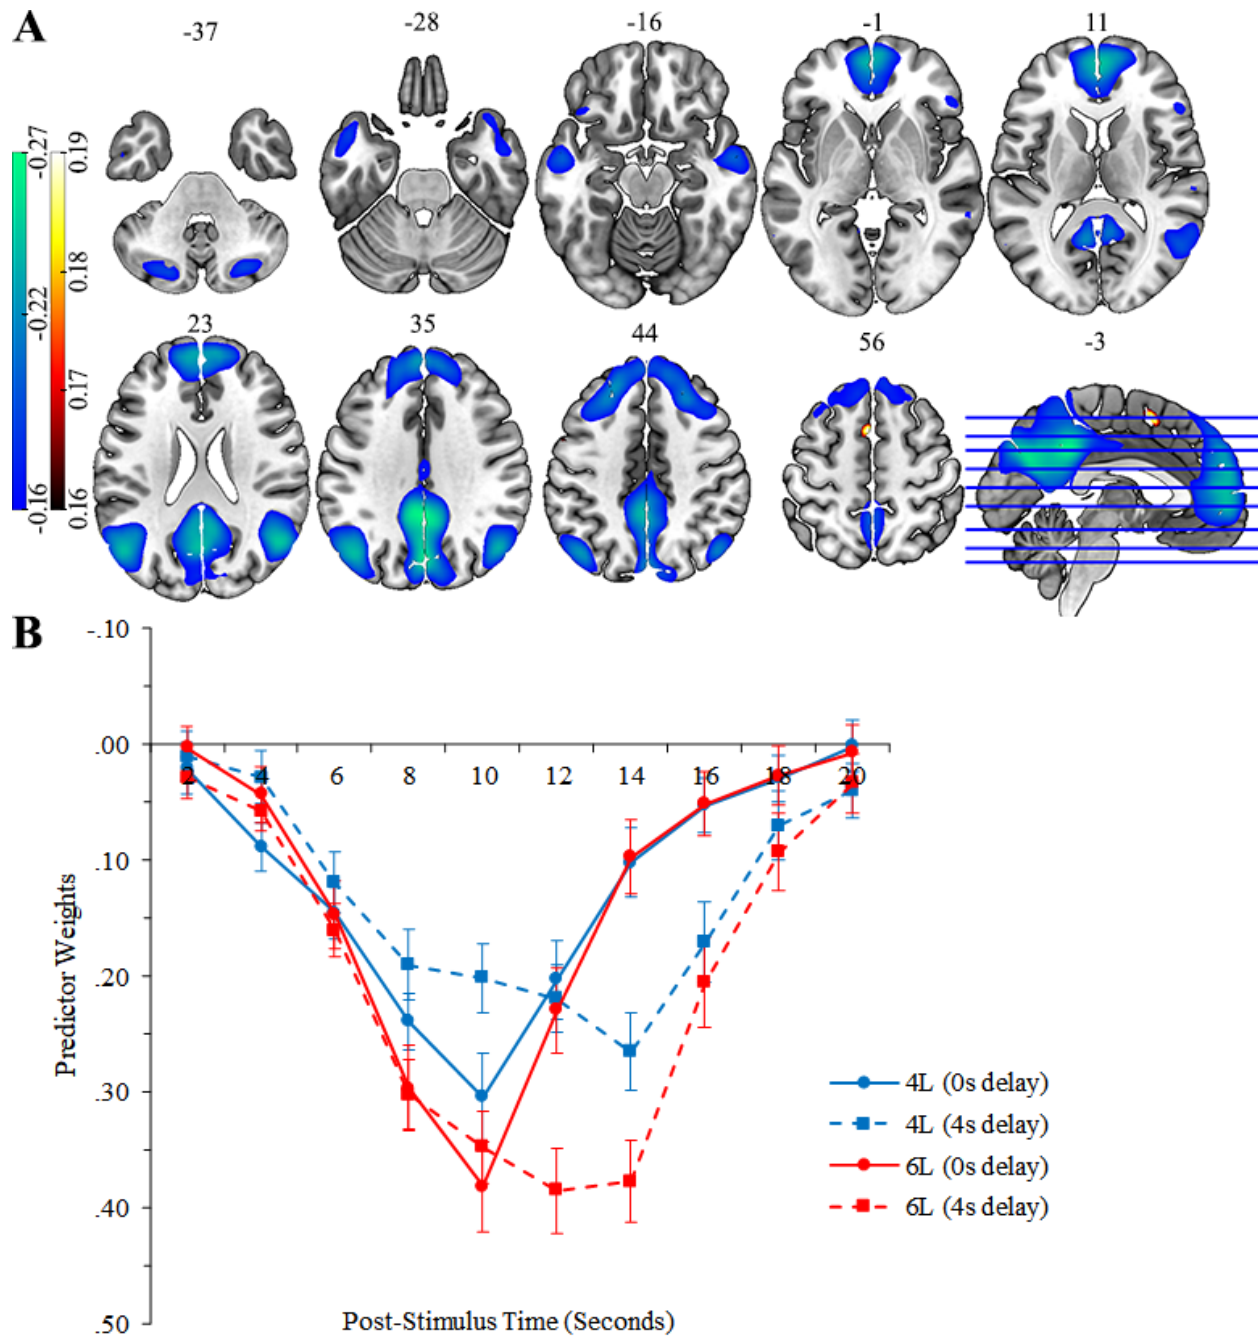 A
-37
-28
-16
-1
11
-0.27
-0.22
-0.16
0.19
0.18
0.17
0.16
23
35
44
56
-3
B
-.10
.00
.10
.20
.30
.40
.50
2 4 6 8 10 12 14 16 18 20
Predictor Weights
4L (0s delay)
4L (4s delay)
6L (0s delay)
6L (4s delay)
Post-Stimulus Time (Seconds)